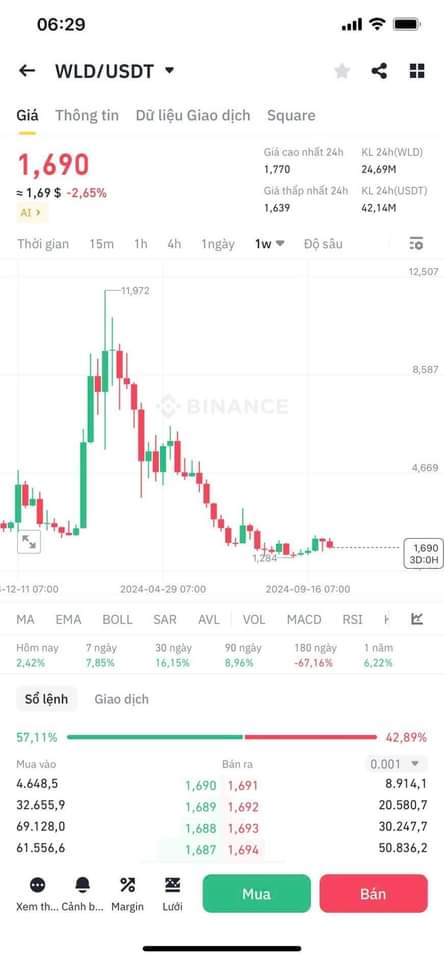 06:29
WLD/USDT
Giá Thông tin Dữ liệu Giao dịch Square
1,690
≈ 1,69 $ -2,65%
AI
Giá cao nhất 24h KL 24h(WLD)
1,770 24,69M
Giá thấp nhất 24h KL 24h(USDT)
1,639 42,14M
Thời gian 15m 1h 4h 1ngày 1w Độ sâu
12,507
11,972
8,587
BINANCE
4,669
1,690
3D:0H
1,284
-12-11 07:00 2024-04-29 07:00 2024-09-16 07:00
MA EMA BOLL SAR AVL VOL MACD RSI
Hôm nay 7 ngày 30 ngày 90 ngày 180 ngày 1 năm
2,42% 7,85% 16,15% 8,96% -67,16% 6,22%
Sổ lệnh Giao dịch
57,11% 42,89%
Mua vào Bán ra 0.001
4.648,5 1,690 1,691 8.914,1
32.655,9 1,689 1,692 20.580,7
69.128,0 1,688 1,693 30.247,7
61.556,6 1,687 1,694 50.836,2
Xem th... Cảnh b... Margin Lưới Mua Bán